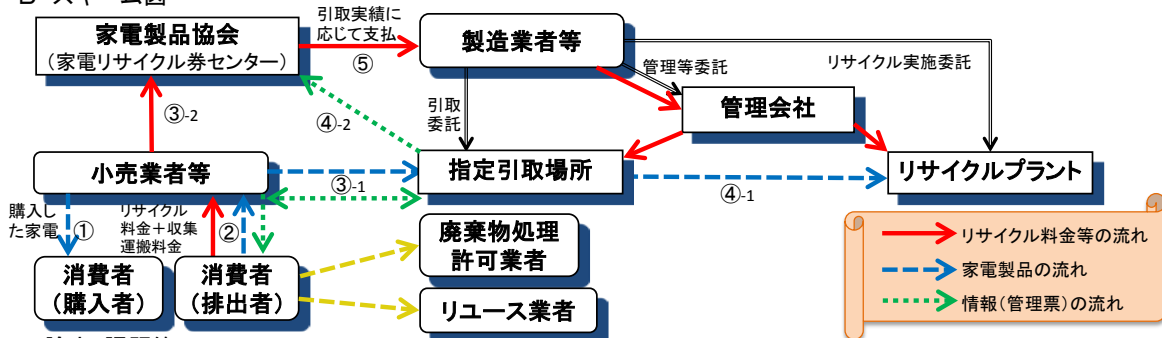 家電製品協会
（家電リサイクル券センター）
引取実績に
応じて支払
⑤
製造業者等
管理等委託
リサイクル実施委託
管理会社
③-2
④-2
引取
委託
小売業者等
③-1
指定引取場所
④-1
リサイクルプラント
購入し
た家電
①
リサイクル
料金＋収集
運搬料金
②
消費者
（購入者）
消費者
（排出者）
廃棄物処理
許可業者
リユース業者
リサイクル料金等の流れ
家電製品の流れ
情報（管理票）の流れ